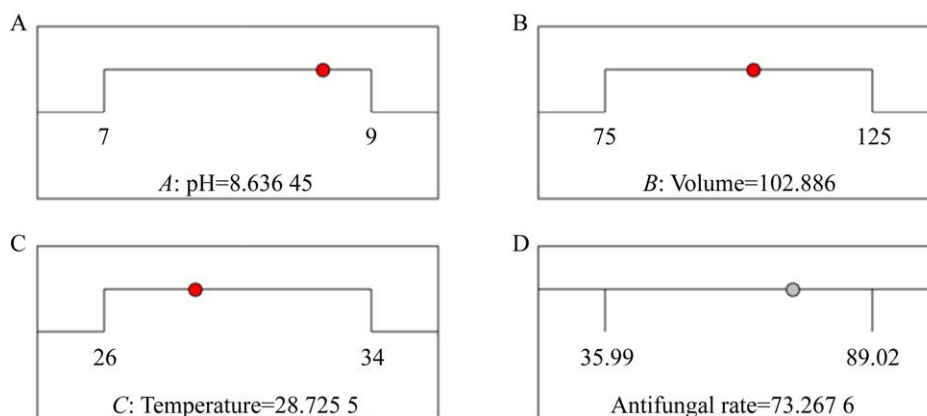 A
7 9
A: pH=8.636 45
B
75 125
B: Volume=102.886
C
26 34
C: Temperature=28.725 5
D
35.99 89.02
Antifungal rate=73.267 6